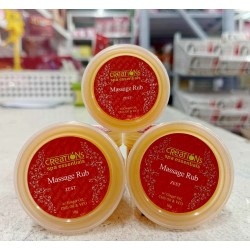 CREATIONS
spa essentials
Massage Rub
ZEST
CREATIONS
spa essentials
Massage Rub
ZEST
CREATIONS
spa essentials
Massage Rub
ZEST